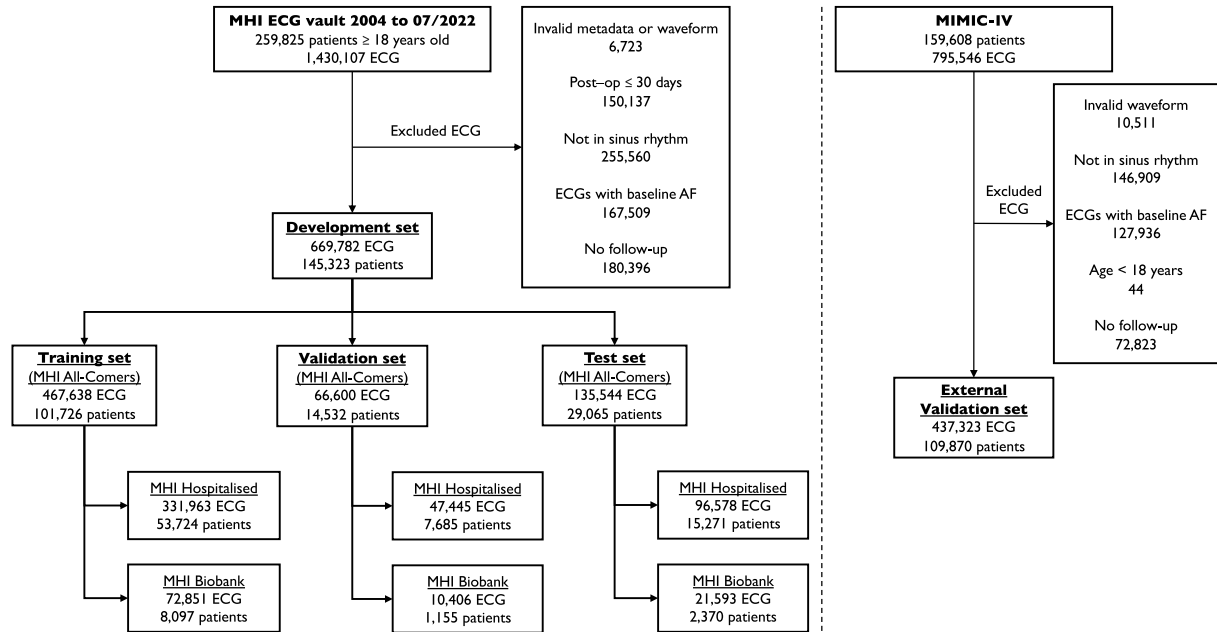 MHI ECG vault 2004 to 07/2022
259,825 patients ≥ 18 years old
1,430,107 ECG
Excluded ECG
Invalid metadata or waveform
6,723
Post–op ≤ 30 days
150,137
Not in sinus rhythm
255,560
ECGs with baseline AF
167,509
No follow-up
180,396
Development set
669,782 ECG
145,323 patients
Training set
(MHI All-Comers)
467,638 ECG
101,726 patients
Validation set
(MHI All-Comers)
66,600 ECG
14,532 patients
Test set
(MHI All-Comers)
135,544 ECG
29,065 patients
MHI Hospitalised
331,963 ECG
53,724 patients
MHI Hospitalised
47,445 ECG
7,685 patients
MHI Hospitalised
96,578 ECG
15,271 patients
MHI Biobank
72,851 ECG
8,097 patients
MHI Biobank
10,406 ECG
1,155 patients
MHI Biobank
21,593 ECG
2,370 patients
MIMIC-IV
159,608 patients
795,546 ECG
Excluded
ECG
Invalid waveform
10,511
Not in sinus rhythm
146,909
ECGs with baseline AF
127,936
Age < 18 years
44
No follow-up
72,823
External
Validation set
437,323 ECG
109,870 patients